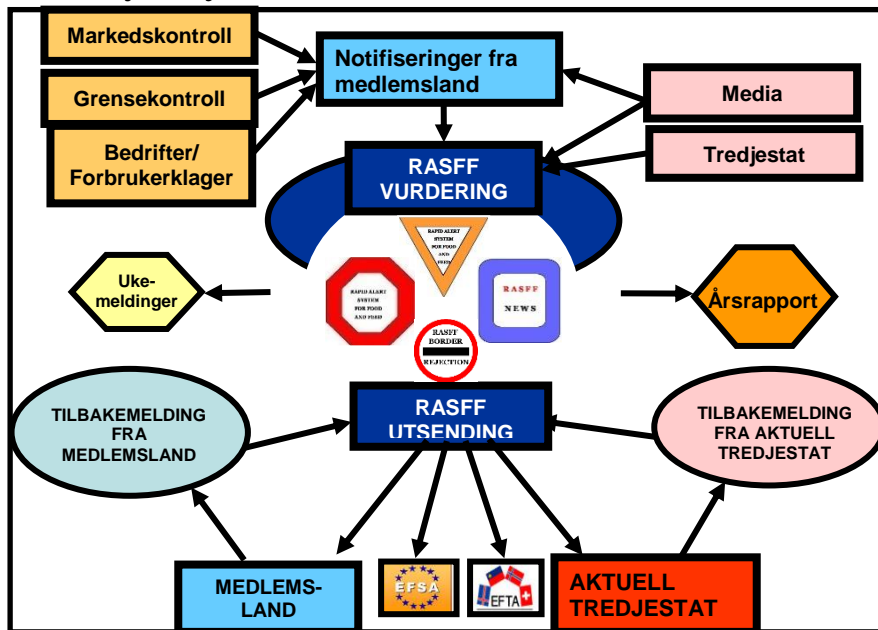 Markedskontroll
Notifiseringer fra
medlemsland
Grensekontroll
Media
Bedrifter/
Forbrukerklager
Tredjestat
RASFF
VURDERING
RAPID ALERT
SYSTEM
FOR FOOD
AND
FEED
Uke-
meldinger
RAPID ALERT
SYSTEM
FOR FOOD
AND FEED
RASFF
NEWS
Årsrapport
RASFF
BORDER
REJECTION
TILBAKEMELDING
FRA
MEDLEMSLAND
RASFF
UTSENDING
TILBAKEMELDING
FRA AKTUELL
TREDJESTAT
MEDLEMS-
LAND
EFSA
EFTA
AKTUELL
TREDJESTAT